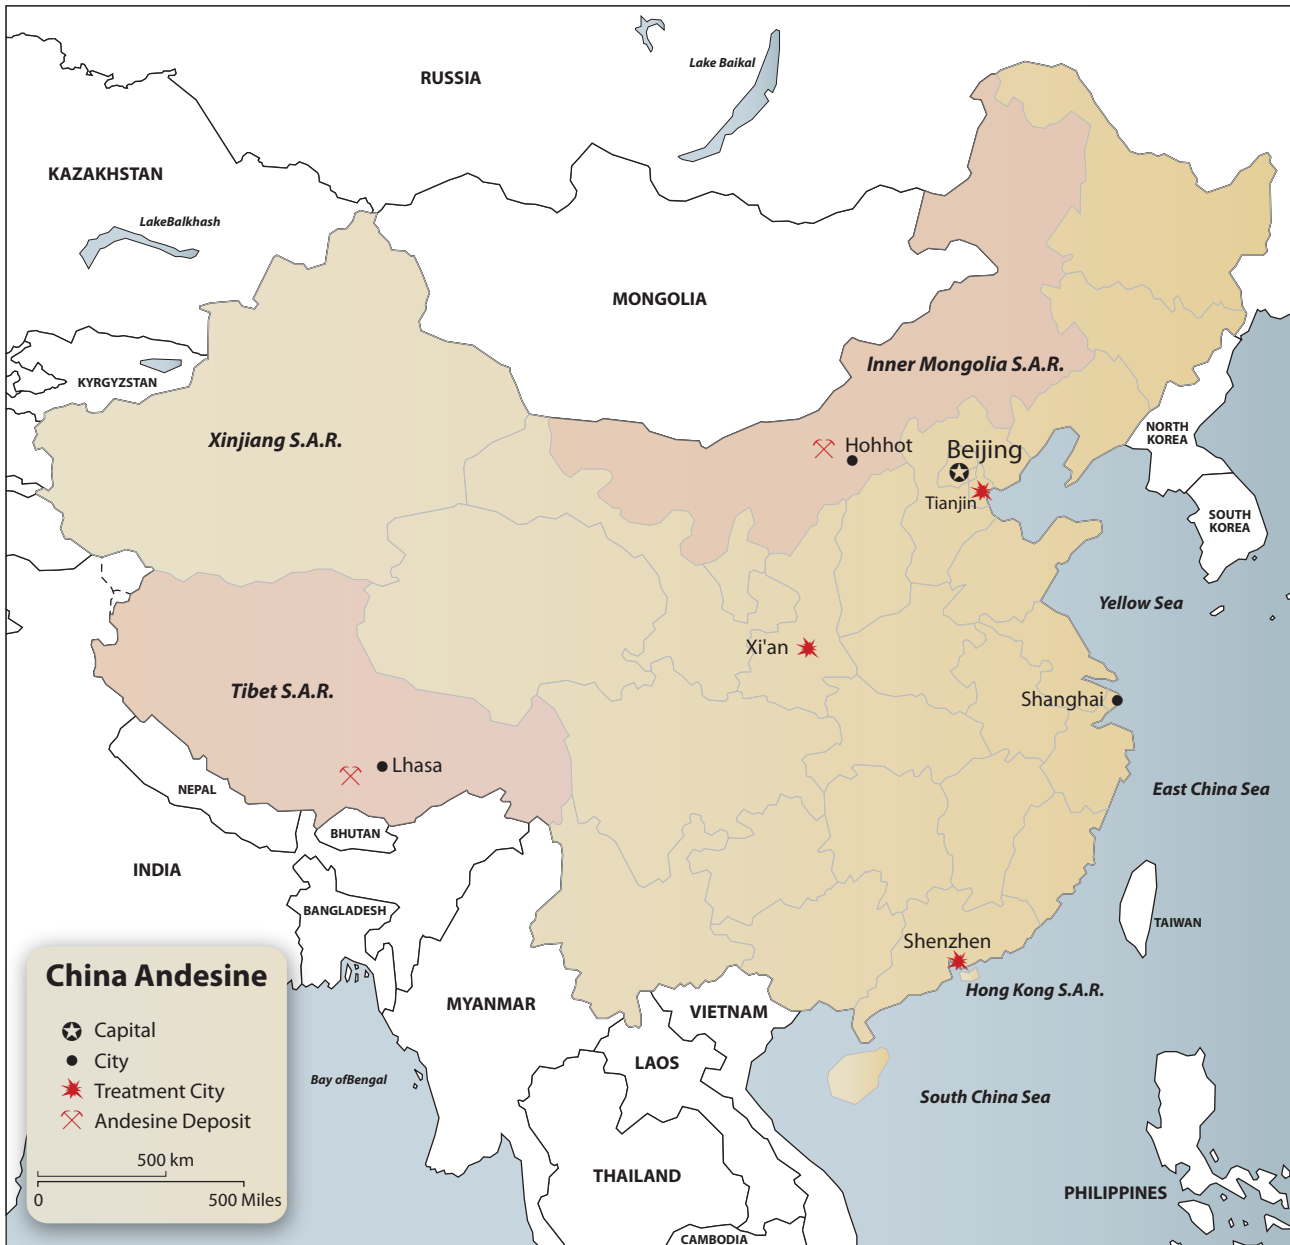 Lake Baikal
RUSSIA
KAZAKHSTAN
LakeBalkhash
MONGOLIA
KYRGYZSTAN
Inner Mongolia S.A.R.
Xinjiang S.A.R.
Hohhot
Beijing
NORTH
KOREA
Tianjin
SOUTH
KOREA
Yellow Sea
Xi'an
Tibet S.A.R.
Shanghai
Lhasa
NEPAL
East China Sea
BHUTAN
INDIA
BANGLADESH
TAIWAN
Shenzhen
Hong Kong S.A.R.
MYANMAR
VIETNAM
LAOS
Bay ofBengal
South China Sea
THAILAND
PHILIPPINES
CAMBODIA
China Andesine
Capital
City
Treatment City
Andesine Deposit
500 km
0 500 Miles